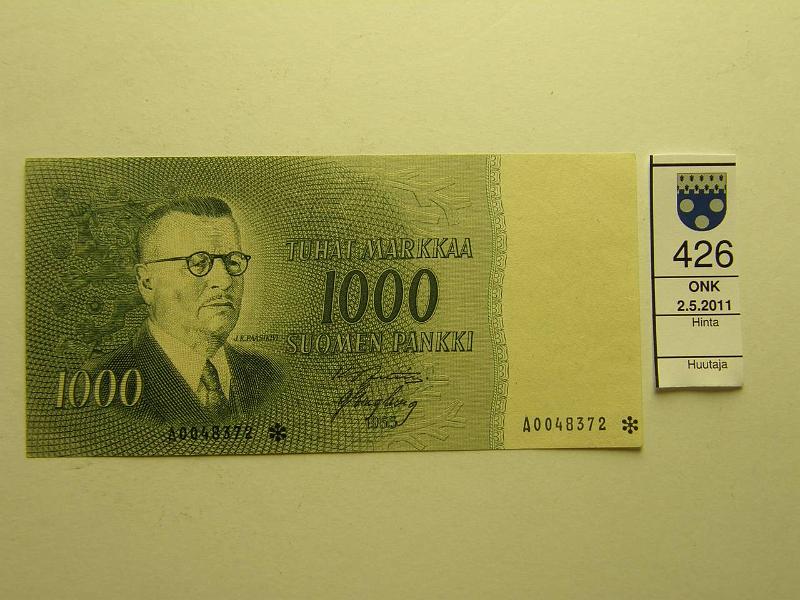 TUHAT MARKKAA
1000
J.K.PAASIKIVI
SUOMEN PANKKI
1000
1955
A0048372 *
A0048372 *
426
ONK
2.5.2011
Hinta
Huutaja